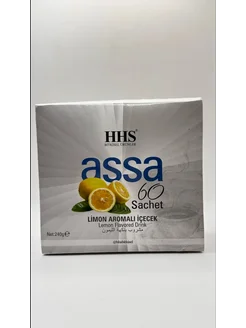 HHS
assa
60
Sachet
LİMON AROMALI İÇECEK
Lemon Flavored Drink
Net:240g e